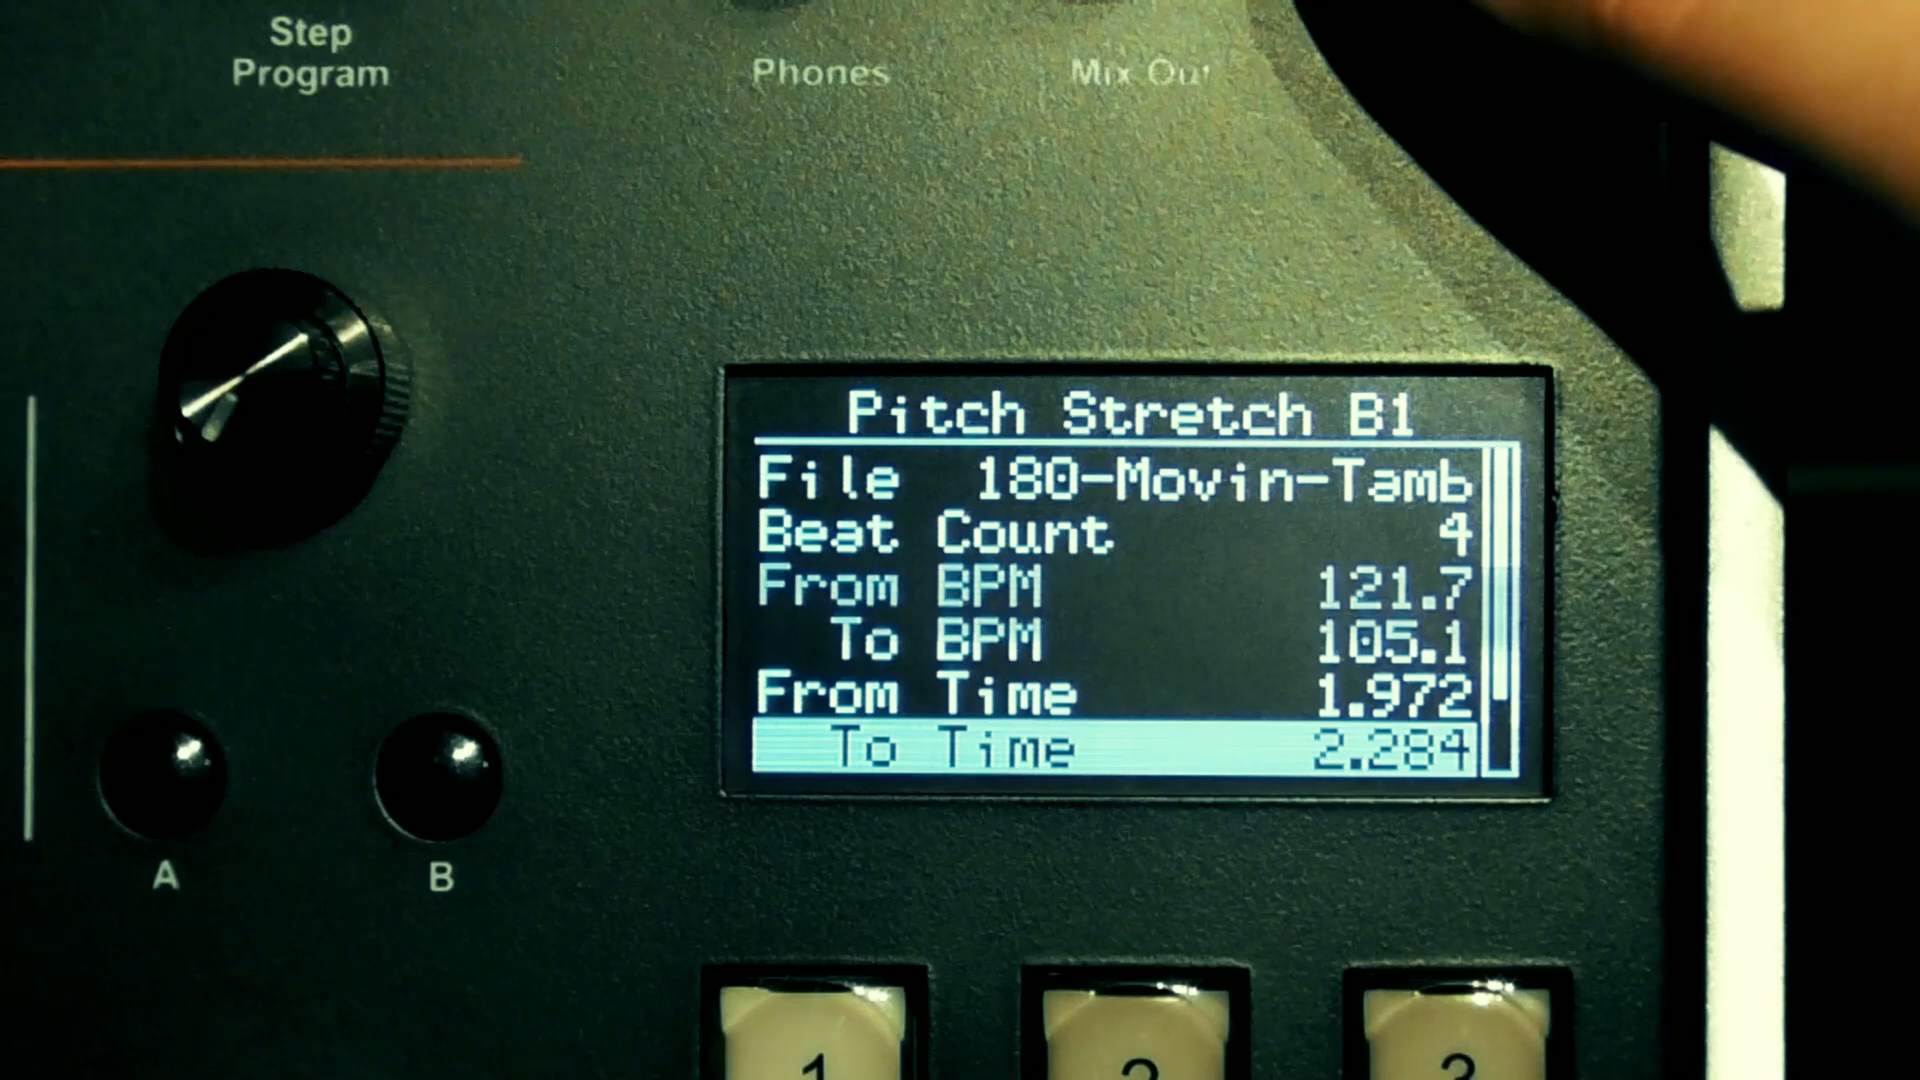 Step
Program
Phones
Mix Out
Pitch Stretch B1
File 180-Movin-Tamb
Beat Count 4
From BPM 121.7
To BPM 105.1
From Time 1.972
To Time 2.284
A
B
1
2
3